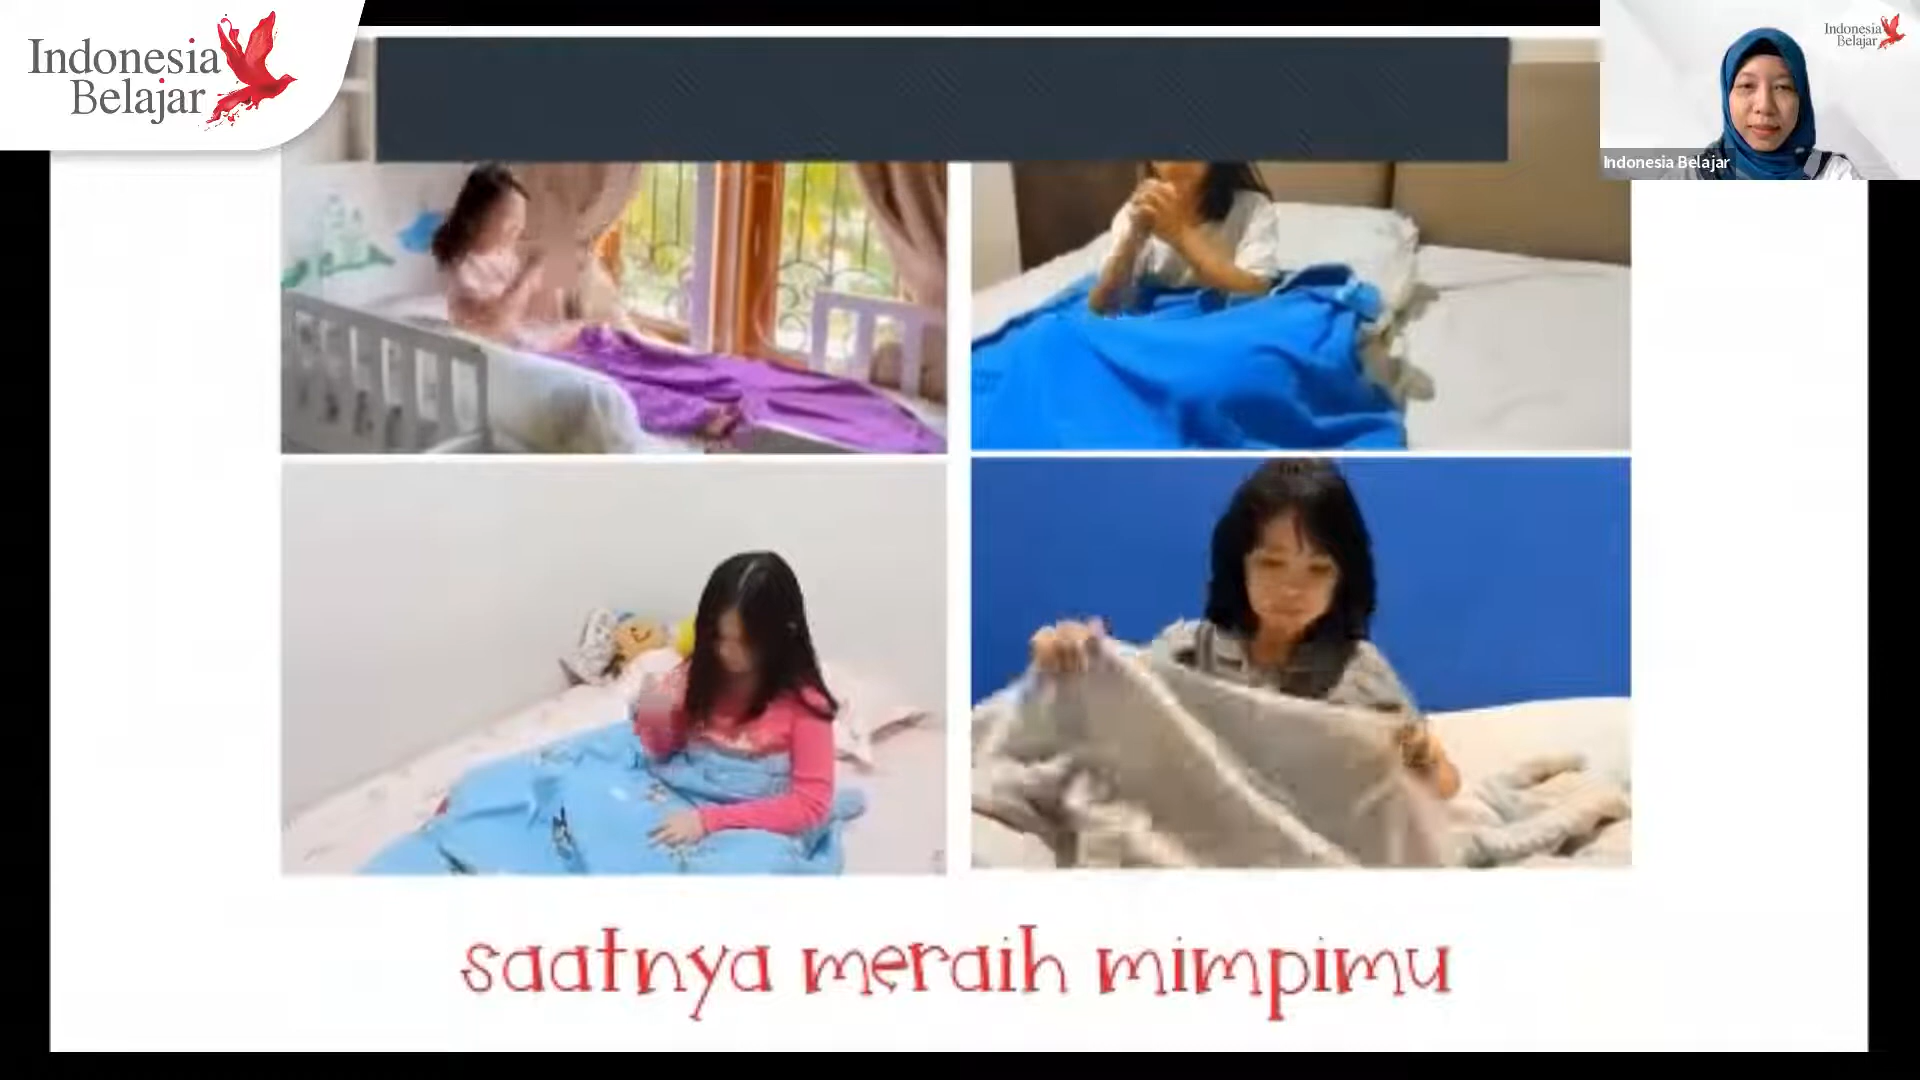 Indonesia
Belajar
Indonesia
Belajar
Indonesia Belajar
saatnya meraih mimpimu